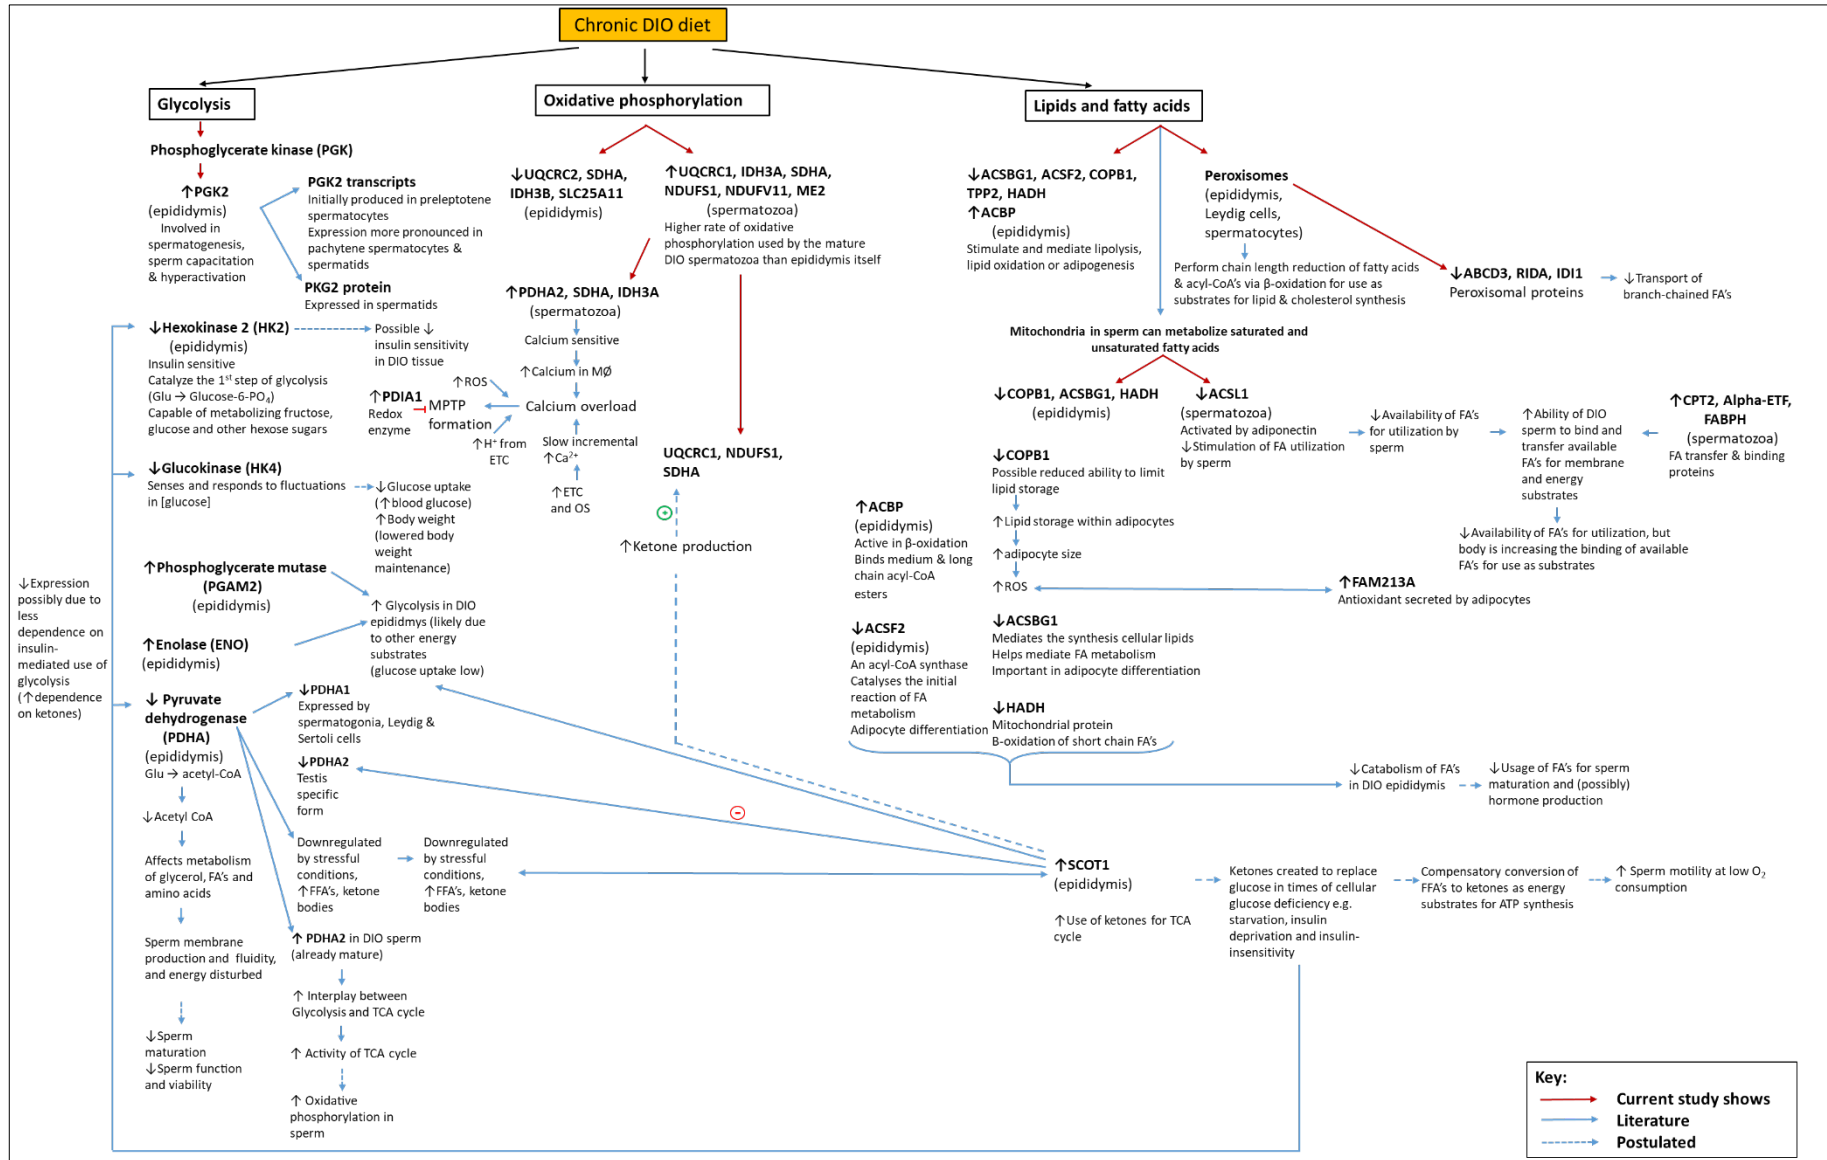 Chronic DIO diet
Glycolysis
Oxidative phosphorylation
Lipids and fatty acids
Phosphoglycerate kinase (PGK)
↑PGK2
(epididymis)
Involved in
spermatogenesis,
sperm capacitation
& hyperactivation
PGK2 transcripts
Initially produced in preleptotene
spermatocytes
Expression more pronounced in
pachytene spermatocytes &
spermatids
PKG2 protein
Expressed in spermatids
↓Hexokinase 2 (HK2)
(epididymis)
Insulin sensitive
Catalyze the 1st step of glycolysis
(Glu → Glucose-6-PO4)
Capable of metabolizing fructose,
glucose and other hexose sugars
Possible ↓
insulin sensitivity
in DIO tissue
↓Glucokinase (HK4)
Senses and responds to fluctuations
in [glucose]
↓Glucose uptake
(↑blood glucose)
↑Body weight
(lowered body
weight
maintenance)
↑Phosphoglycerate mutase
(PGAM2)
(epididymis)
↑Enolase (ENO)
(epididymis)
↑ Glycolysis in DIO
epididmys (likely due
to other energy
substrates
(glucose uptake low)
↓Expression
possibly due to
less
dependence on
insulin-
mediated use of
glycolysis
(↑dependence
on ketones)
↓ Pyruvate
dehydrogenase
(PDHA)
(epididymis)
Glu → acetyl-CoA
↓Acetyl CoA
Affects metabolism
of glycerol, FA's and
amino acids
Sperm membrane
production and fluidity,
and energy disturbed
↓Sperm
maturation
↓Sperm function
and viability
↓PDHA1
Expressed by
spermatogonia, Leydig &
Sertoli cells
↓PDHA2
Testis
specific
form
Downregulated
by stressful
conditions,
↑FFA's, ketone
bodies
Downregulated
by stressful
conditions,
↑FFA's, ketone
bodies
↑ PDHA2 in DIO sperm
(already mature)
↑ Interplay between
Glycolysis and TCA cycle
↑ Activity of TCA cycle
↑ Oxidative
phosphorylation in
sperm
↓UQCRC2, SDHA,
IDH3B, SLC25A11
(epididymis)
↑UQCRC1, IDH3A, SDHA,
NDUFS1, NDUFV11, ME2
(spermatozoa)
Higher rate of oxidative
phosphorylation used by the mature
DIO spermatozoa than epididymis itself
↑PDHA2, SDHA, IDH3A
(spermatozoa)
Calcium sensitive
↑Calcium in MØ
Calcium overload
↑ROS
↑PDIA1
Redox
enzyme
MPTP
formation
↑H+ from
ETC
Slow incremental
↑Ca2+
↑ETC
and OS
UQCRC1, NDUFS1,
SDHA
+
↑Ketone production
-
↓ACSBG1, ACSF2, COPB1,
TPP2, HADH
↑ACBP
(epididymis)
Stimulate and mediate lipolysis,
lipid oxidation or adipogenesis
Peroxisomes
(epididymis,
Leydig cells,
spermatocytes)
Perform chain length reduction of fatty acids
& acyl-CoA's via β-oxidation for use as
substrates for lipid & cholesterol synthesis
↓ABCD3, RIDA, IDI1
Peroxisomal proteins
↓Transport of
branch-chained FA's
Mitochondria in sperm can metabolize saturated and
unsaturated fatty acids
↓COPB1, ACSBG1, HADH
(epididymis)
↓ACSL1
(spermatozoa)
Activated by adiponectin
↓Stimulation of FA utilization
by sperm
↓Availability of FA's
for utilization by
sperm
↑Ability of DIO
sperm to bind and
transfer available
FA's for membrane
and energy
substrates
↑CPT2, Alpha-ETF,
FABPH
(spermatozoa)
FA transfer & binding
proteins
↓Availability of FA's for utilization, but
body is increasing the binding of available
FA's for use as substrates
↓COPB1
Possible reduced ability to limit
lipid storage
↑Lipid storage within adipocytes
↑adipocyte size
↑ROS
↑FAM213A
Antioxidant secreted by adipocytes
↑ACBP
(epididymis)
Active in β-oxidation
Binds medium & long
chain acyl-CoA
esters
↓ACSF2
(epididymis)
An acyl-CoA synthase
Catalyses the initial
reaction of FA
metabolism
Adipocyte differentiation
↓ACSBG1
Mediates the synthesis cellular lipids
Helps mediate FA metabolism
Important in adipocyte differentiation
↓HADH
Mitochondrial protein
B-oxidation of short chain FA's
↓Catabolism of FA's
in DIO epididymis
↓Usage of FA's for sperm
maturation and (possibly)
hormone production
↑SCOT1
(epididymis)
↑Use of ketones for TCA
cycle
Ketones created to replace
glucose in times of cellular
glucose deficiency e.g.
starvation, insulin
deprivation and insulin-
insensitivity
Compensatory conversion of
FFA's to ketones as energy
substrates for ATP synthesis
↑ Sperm motility at low O2
consumption
Key:
Current study shows
Literature
Postulated